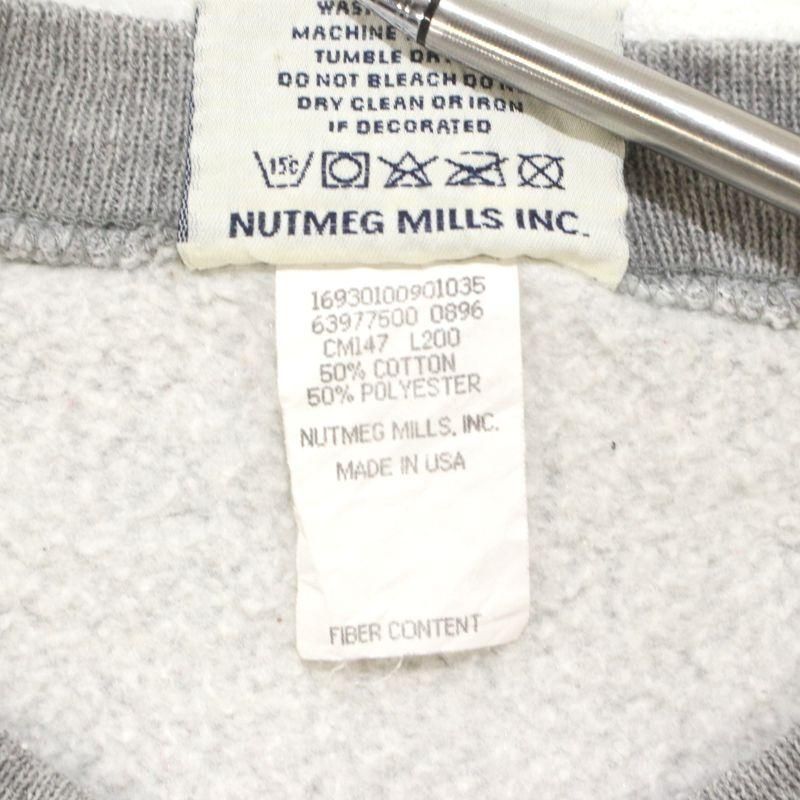 MACHINE
TUMBLE
DO NOT BLEACH DO
DRY CLEAN OR IRON
IF DECORATED
15°C
NUTMEG MILLS INC.
16930100901035
63977500 0896
CM147 L200
50% COTTON
50% POLYESTER
NUTMEG MILLS, INC.
MADE IN USA
FIBER CONTENT